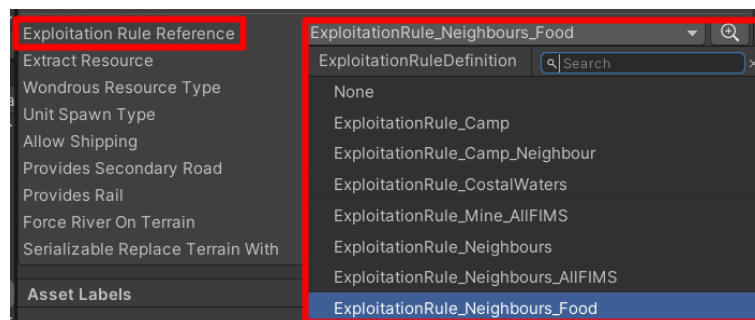 Exploitation Rule Reference ExploitationRule_Neighbours_Food
Extract Resource ExploitationRuleDefinition Search
Wondrous Resource Type None
Unit Spawn Type ExploitationRule_Camp
Allow Shipping ExploitationRule_Camp_Neighbour
Provides Secondary Road ExploitationRule_CostalWaters
Provides Rail ExploitationRule_Mine_AllFIMS
Force River On Terrain ExploitationRule_Neighbours
Serializable Replace Terrain With ExploitationRule_Neighbours_AllFIMS
Asset Labels ExploitationRule_Neighbours_Food